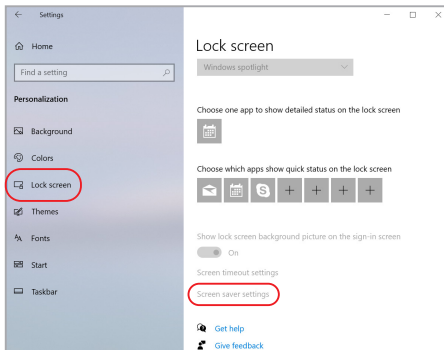 Settings
Home
Find a setting
Personalization
Background
Colors
Lock screen
Themes
Fonts
Start
Taskbar
Lock screen
Windows spotlight
Choose one app to show detailed status on the lock screen
Choose which apps show quick status on the lock screen
Show lock screen background picture on the sign-in screen
On
Screen timeout settings
Screen saver settings
Get help
Give feedback